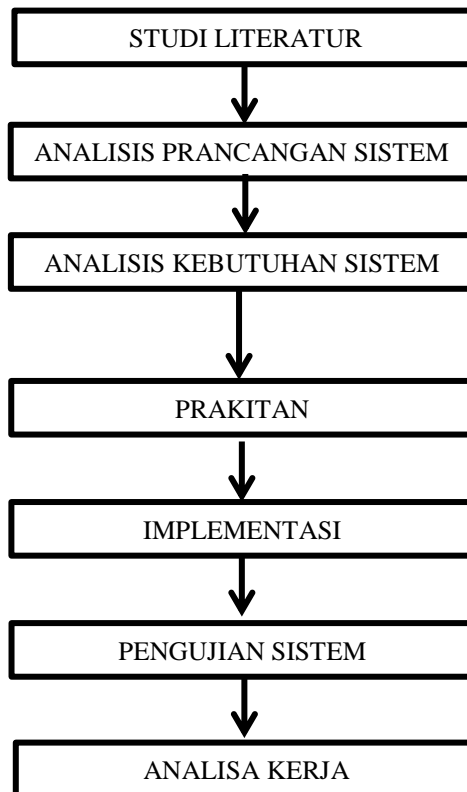 STUDI LITERATUR
ANALISIS PRANCANGAN SISTEM
ANALISIS KEBUTUHAN SISTEM
PRAKITAN
IMPLEMENTASI
PENGUJIAN SISTEM
ANALISA KERJA